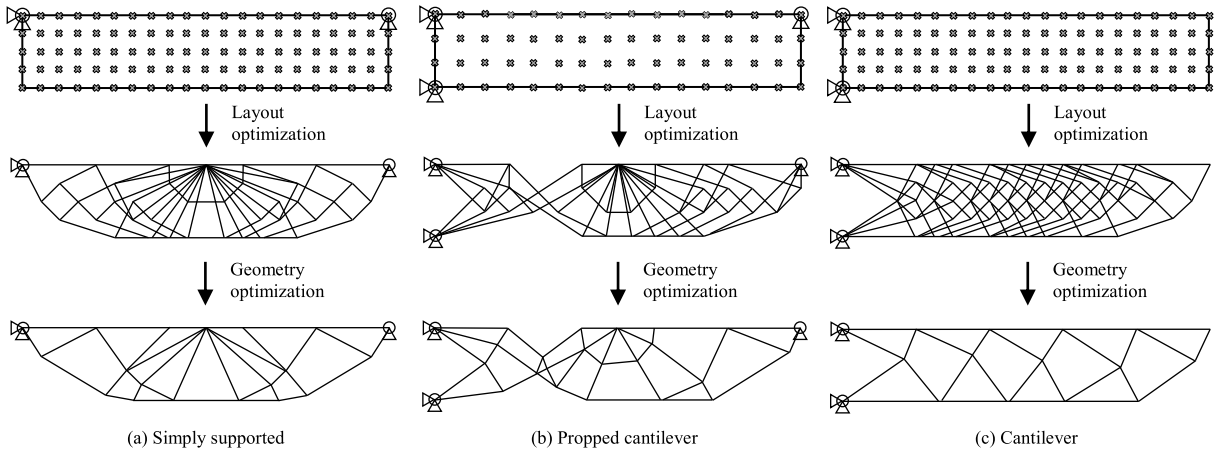 Layout
optimization
Layout
optimization
Layout
optimization
Geometry
optimization
Geometry
optimization
Geometry
optimization
(a) Simply supported
(b) Propped cantilever
(c) Cantilever